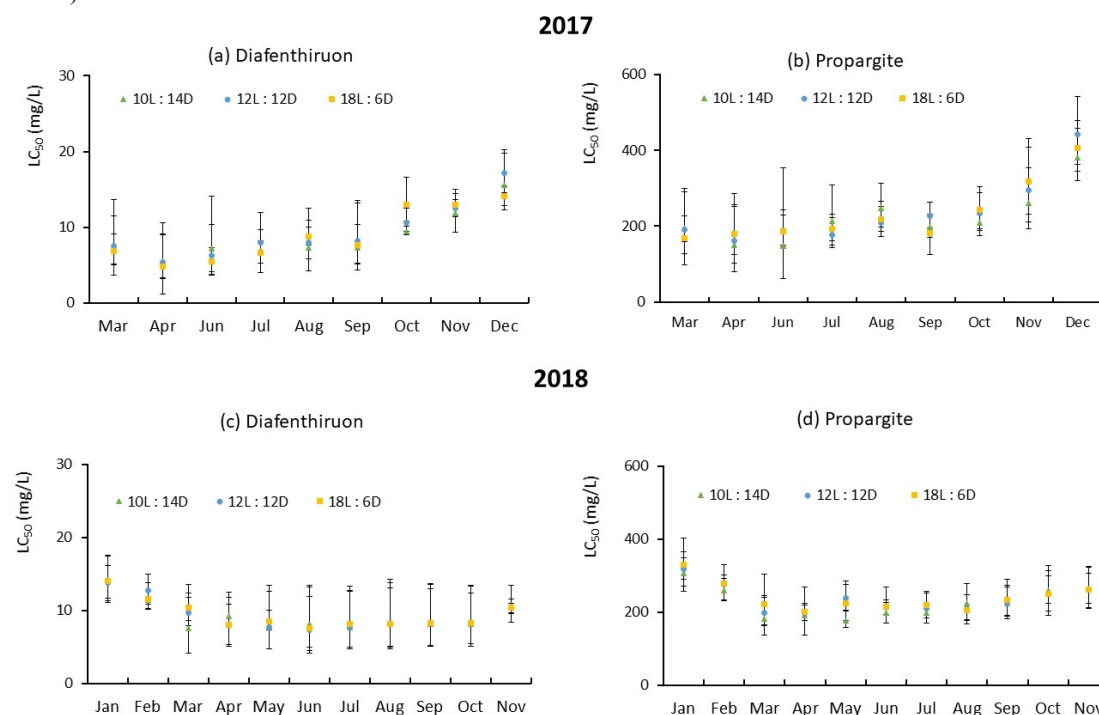 2017
(a) Diafenthiruon
(b) Propargite
LC50 (mg/L)
30
20
10
0
10L : 14D 12L : 12D 18L : 6D
Mar Apr Jun Jul Aug Sep Oct Nov Dec
LC50 (mg/L)
600
400
200
0
10L : 14D 12L : 12D 18L : 6D
Mar Apr Jun Jul Aug Sep Oct Nov Dec
2018
(c) Diafenthiruon
(d) Propargite
LC50 (mg/L)
30
20
10
0
10L : 14D 12L : 12D 18L : 6D
Jan Feb Mar Apr May Jun Jul Aug Sep Oct Nov
LC50 (mg/L)
600
400
200
0
10L : 14D 12L : 12D 18L : 6D
Jan Feb Mar Apr May Jun Jul Aug Sep Oct Nov